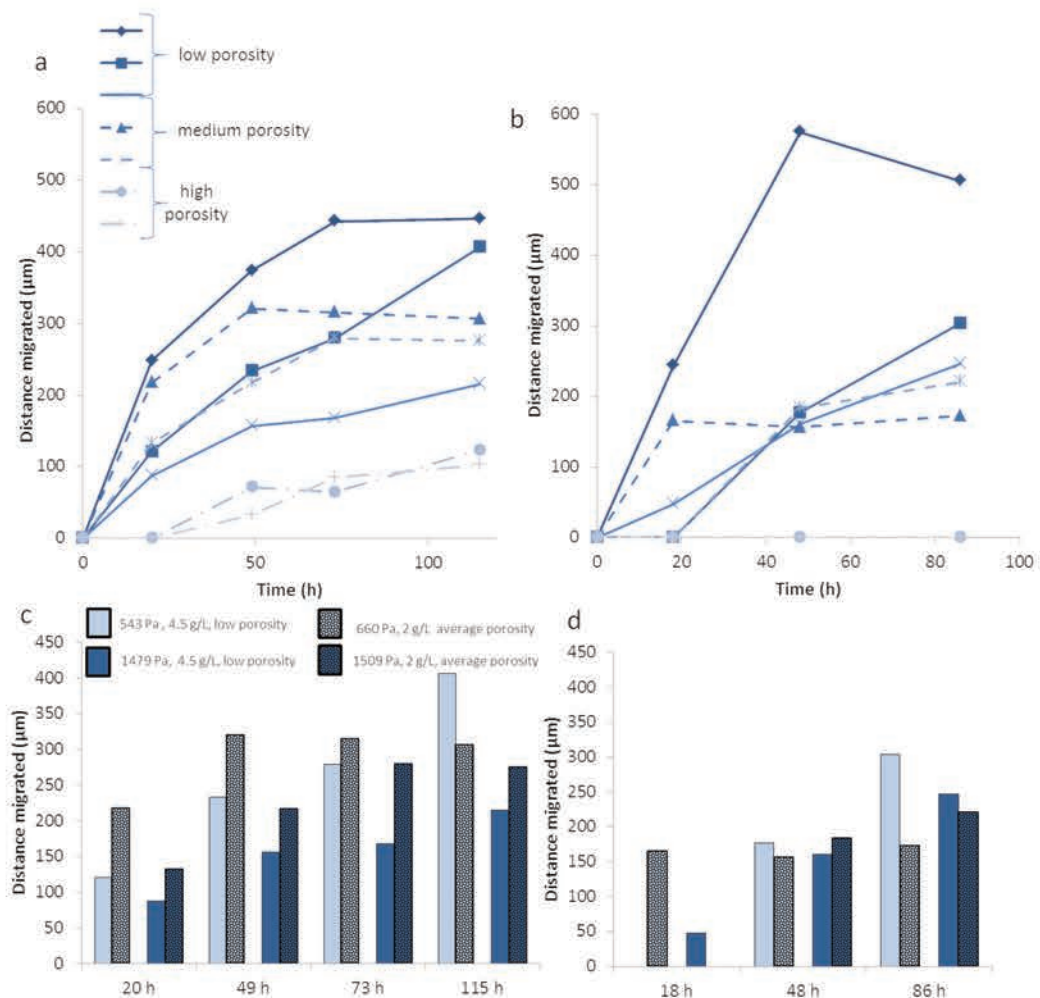 a
low porosity
medium porosity
high
porosity
600
500
400
300
200
100
0
Distance migrated (µm)
0
50
100
Time (h)
b
600
500
400
300
200
100
0
Distance migrated (µm)
0
20
40
60
80
100
Time (h)
c
543 Pa, 4.5 g/L, low porosity
660 Pa, 2 g/L average porosity
1479 Pa, 4.5 g/L, low porosity
1509 Pa, 2 g/L, average porosity
450
400
350
300
250
200
150
100
50
0
Distance migrated (µm)
20 h
49 h
73 h
115 h
d
450
400
350
300
250
200
150
100
50
0
Distance migrated (µm)
18 h
48 h
86 h